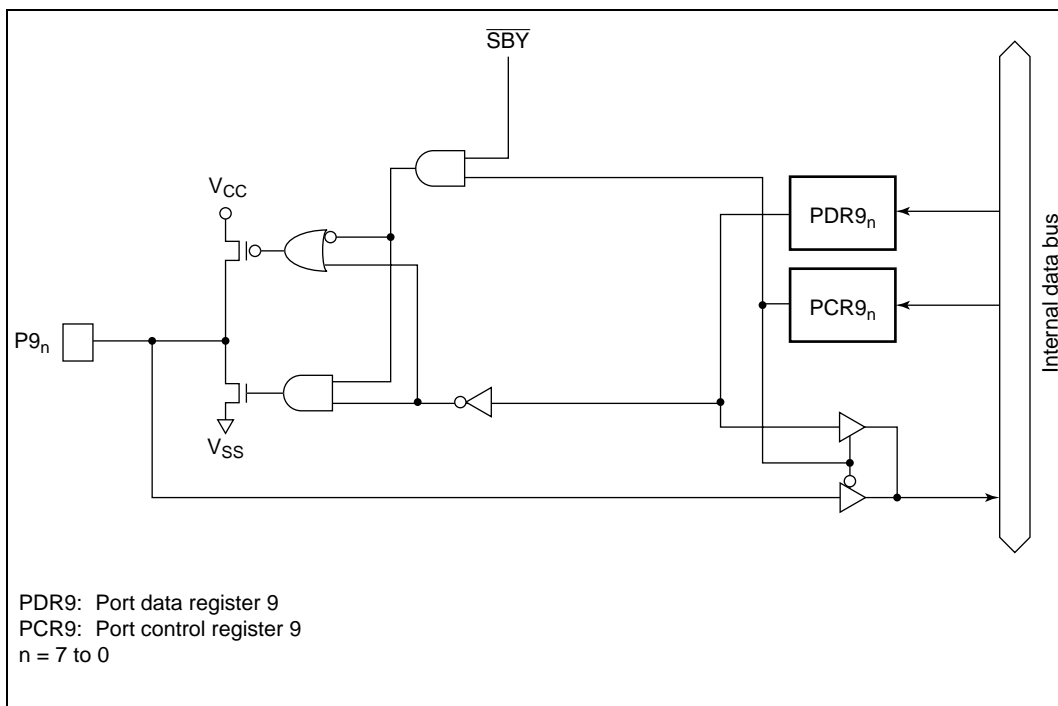 SBY
VCC
PDR9n
PCR9n
P9n
VSS
Internal data bus
PDR9: Port data register 9
PCR9: Port control register 9
n = 7 to 0